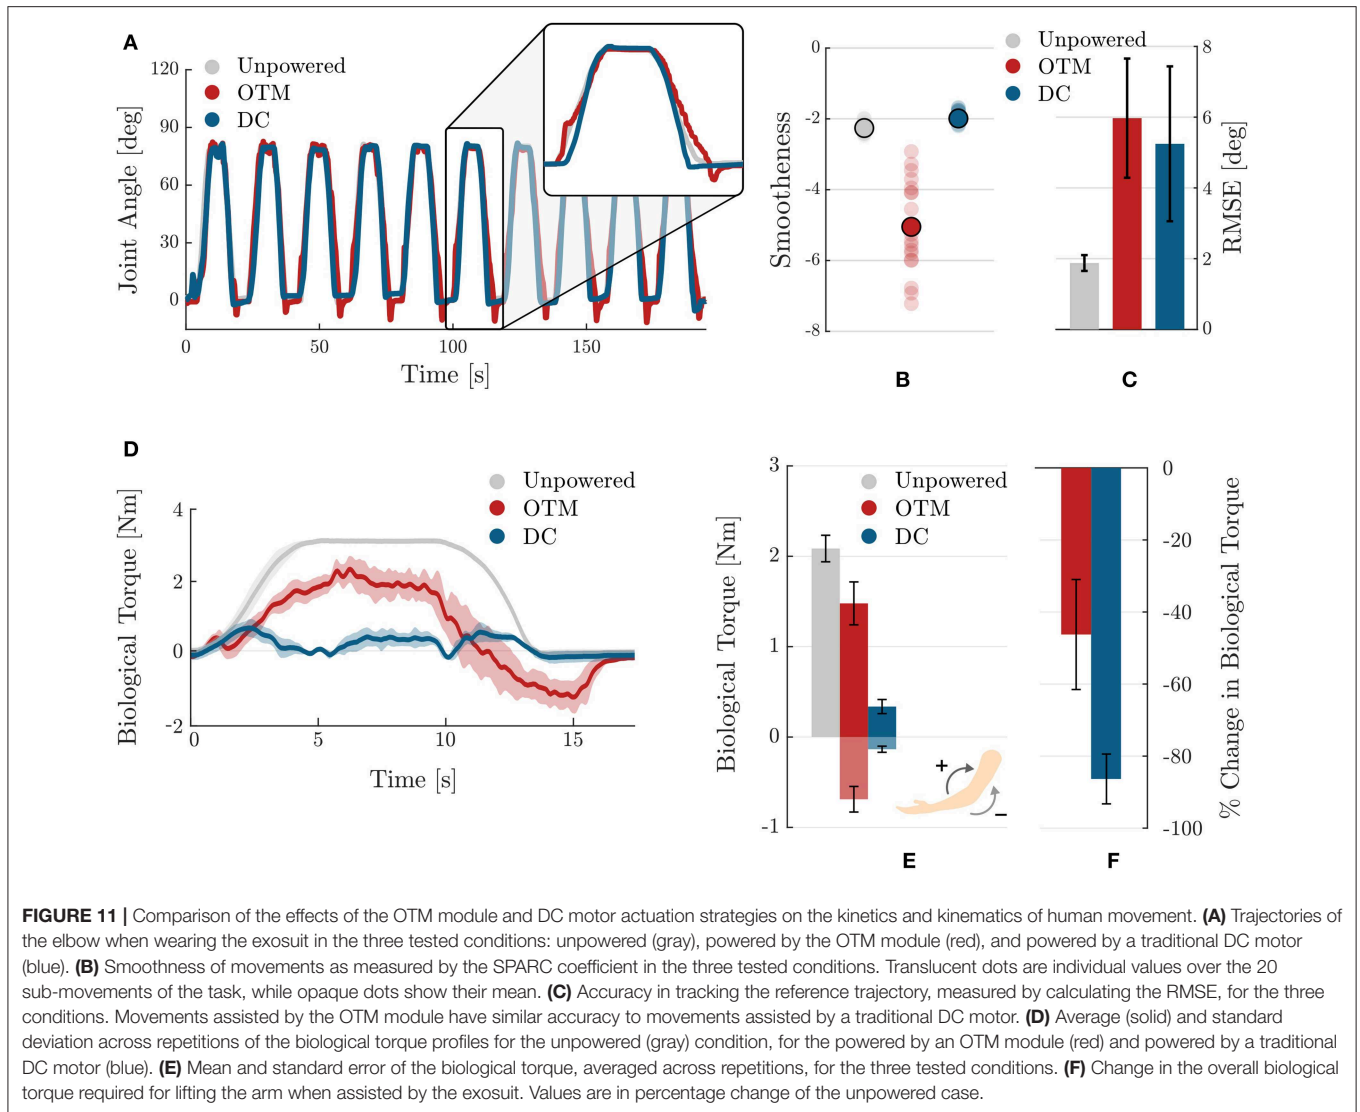 A
Unpowered
OTM
DC
Joint Angle [deg]
120
90
60
30
0
0
50
100
150
Time [s]
Unpowered
OTM
DC
Smootheness
0
-2
-4
-6
-8
B
8
6
4
2
0
RMSE [deg]
C
D
Unpowered
OTM
DC
Biological Torque [Nm]
4
2
0
-2
0
5
10
15
Time [s]
Unpowered
OTM
DC
Biological Torque [Nm]
3
2
1
0
-1
+
−
E
0
-20
-40
-60
-80
-100
% Change in Biological Torque
F
FIGURE 11 | Comparison of the effects of the OTM module and DC motor actuation strategies on the kinetics and kinematics of human movement. (A) Trajectories of
the elbow when wearing the exosuit in the three tested conditions: unpowered (gray), powered by the OTM module (red), and powered by a traditional DC motor
(blue). (B) Smoothness of movements as measured by the SPARC coefficient in the three tested conditions. Translucent dots are individual values over the 20
sub-movements of the task, while opaque dots show their mean. (C) Accuracy in tracking the reference trajectory, measured by calculating the RMSE, for the three
conditions. Movements assisted by the OTM module have similar accuracy to movements assisted by a traditional DC motor. (D) Average (solid) and standard
deviation across repetitions of the biological torque profiles for the unpowered (gray) condition, for the powered by an OTM module (red) and powered by a traditional
DC motor (blue). (E) Mean and standard error of the biological torque, averaged across repetitions, for the three tested conditions. (F) Change in the overall biological
torque required for lifting the arm when assisted by the exosuit. Values are in percentage change of the unpowered case.